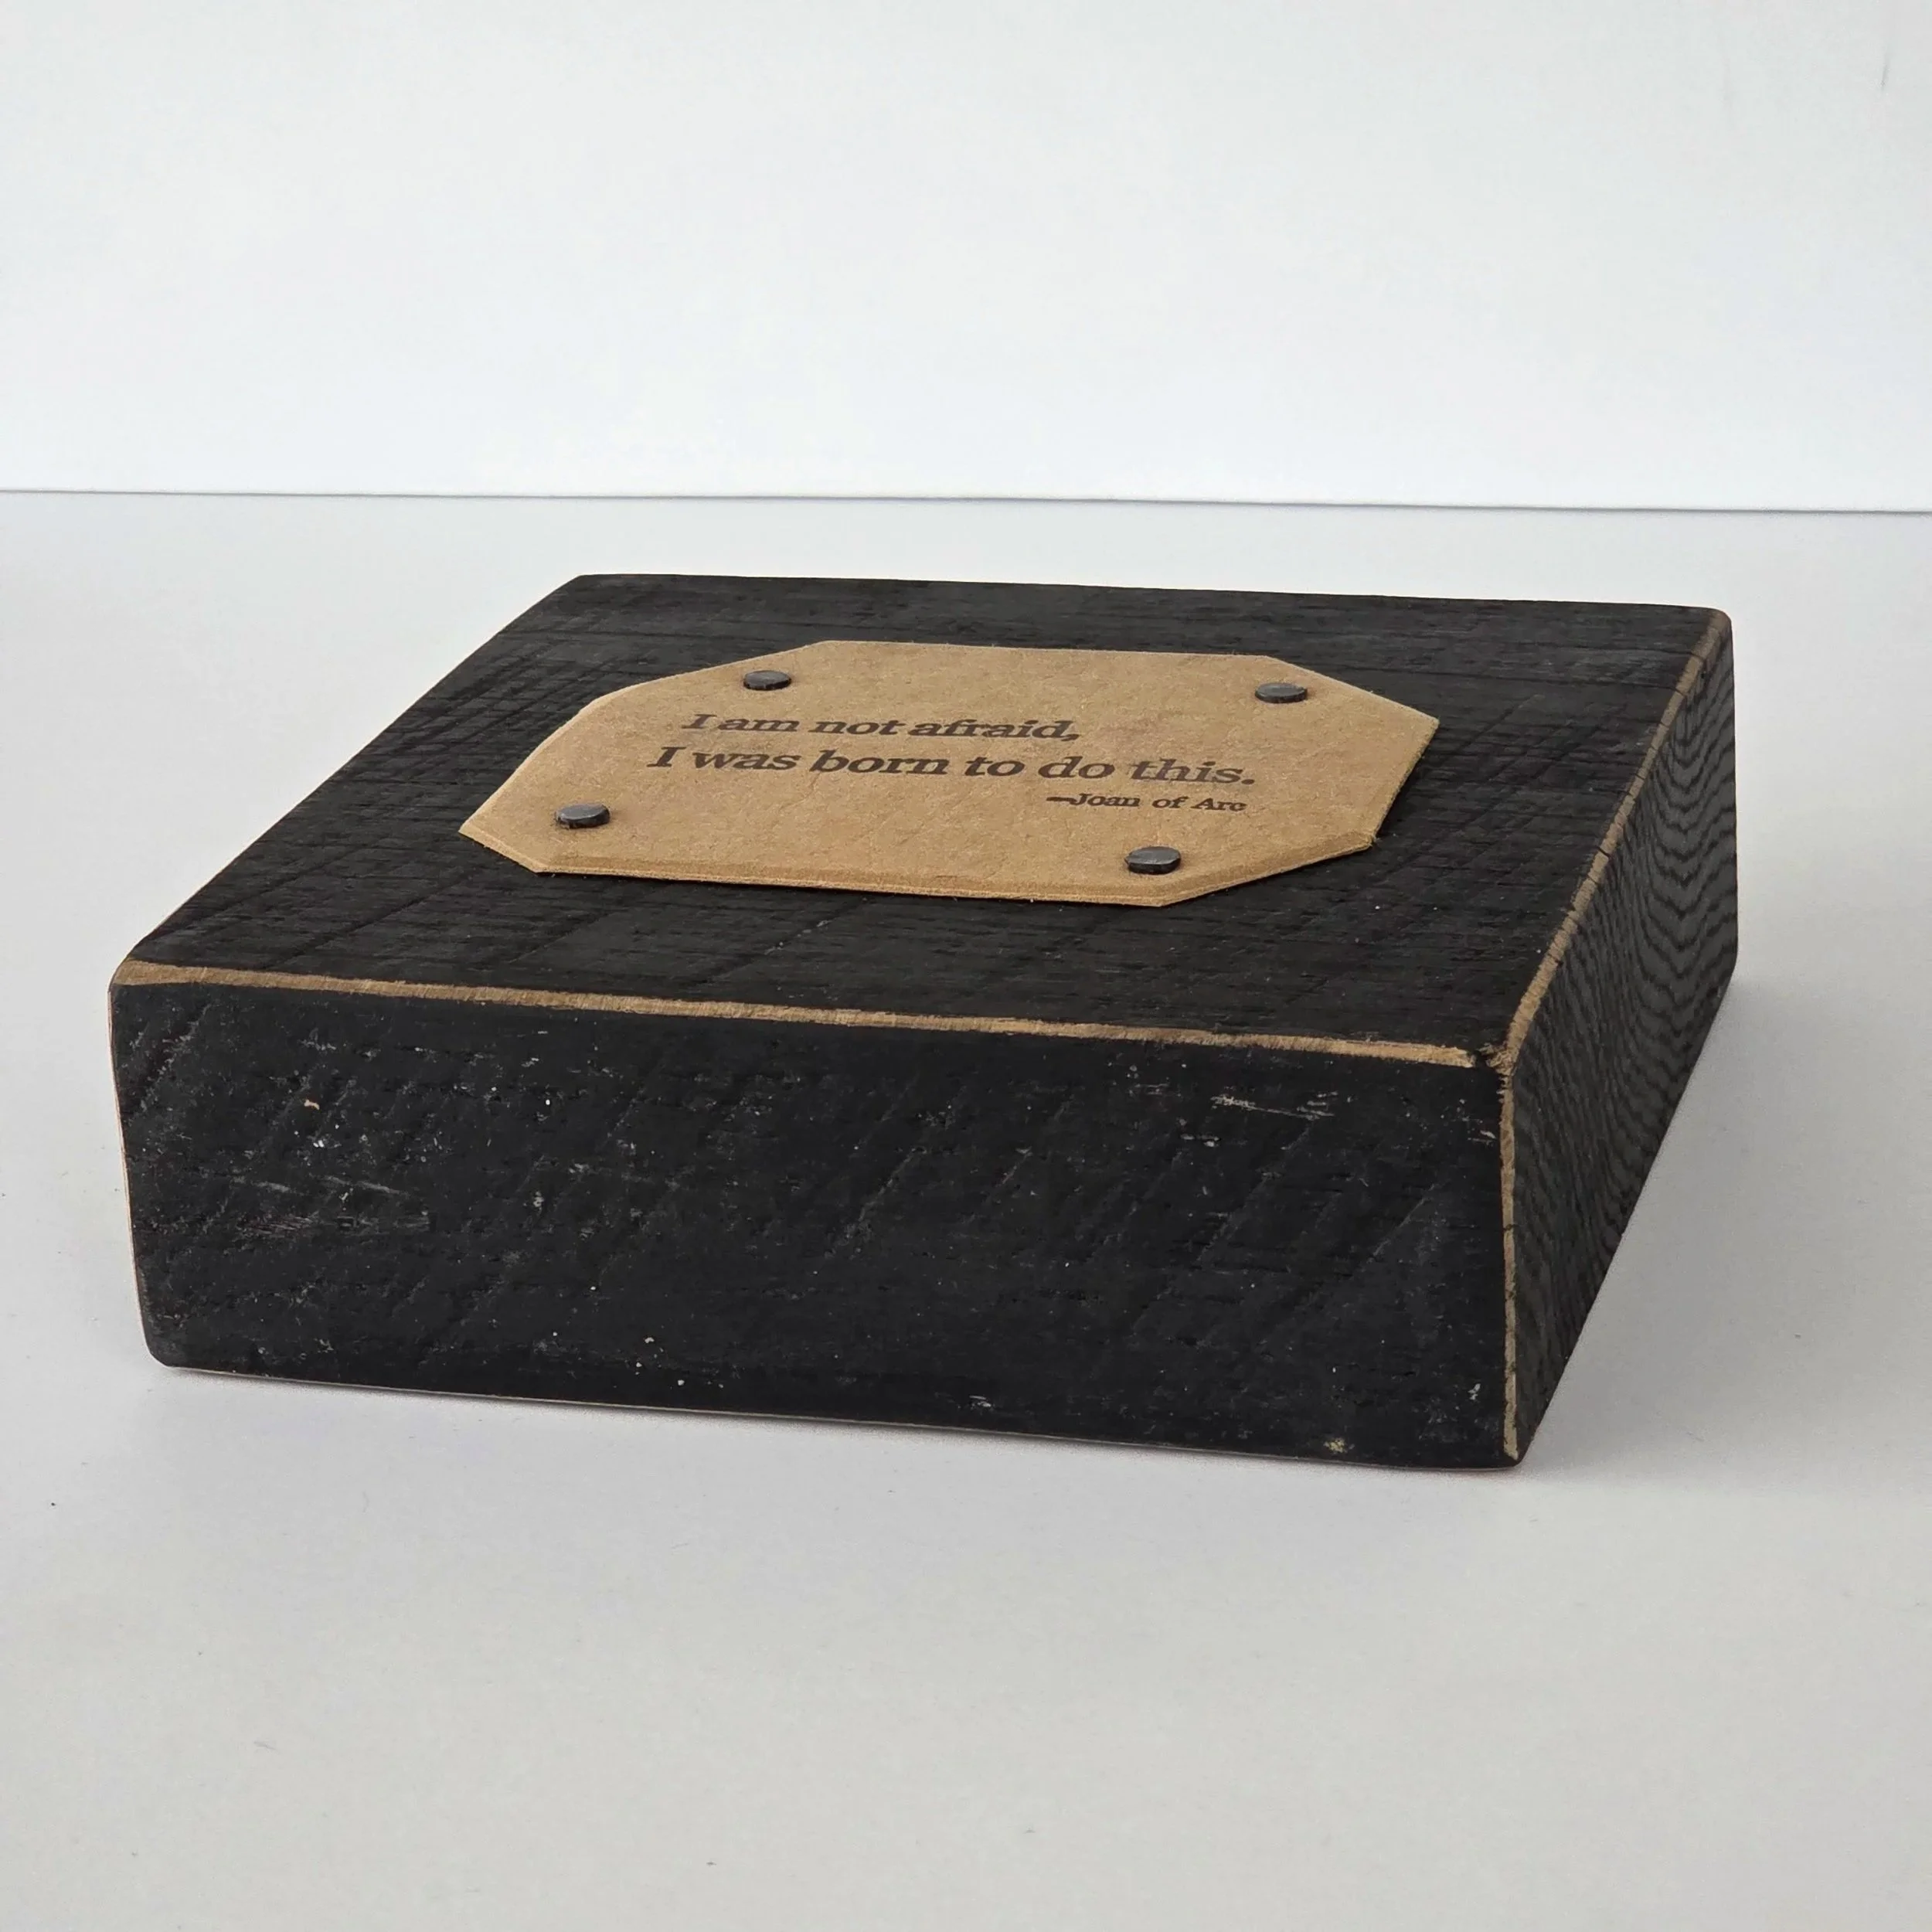 I am not afraid,
I was born to do this.
—Joan of Arc